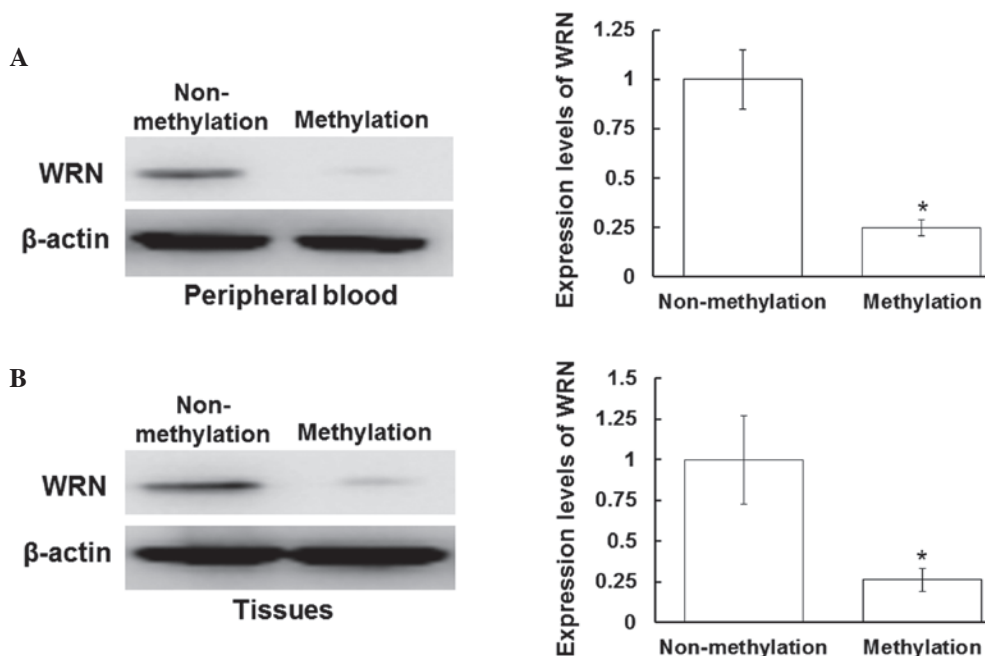 A
Non-
methylation Methylation
WRN
β-actin
Peripheral blood
Expression levels of WRN
1.25
1
0.75
0.5
0.25
0
*
Non-methylation Methylation
B
Non-
methylation Methylation
WRN
β-actin
Tissues
Expression levels of WRN
1.5
1.25
1
0.75
0.5
0.25
0
*
Non-methylation Methylation